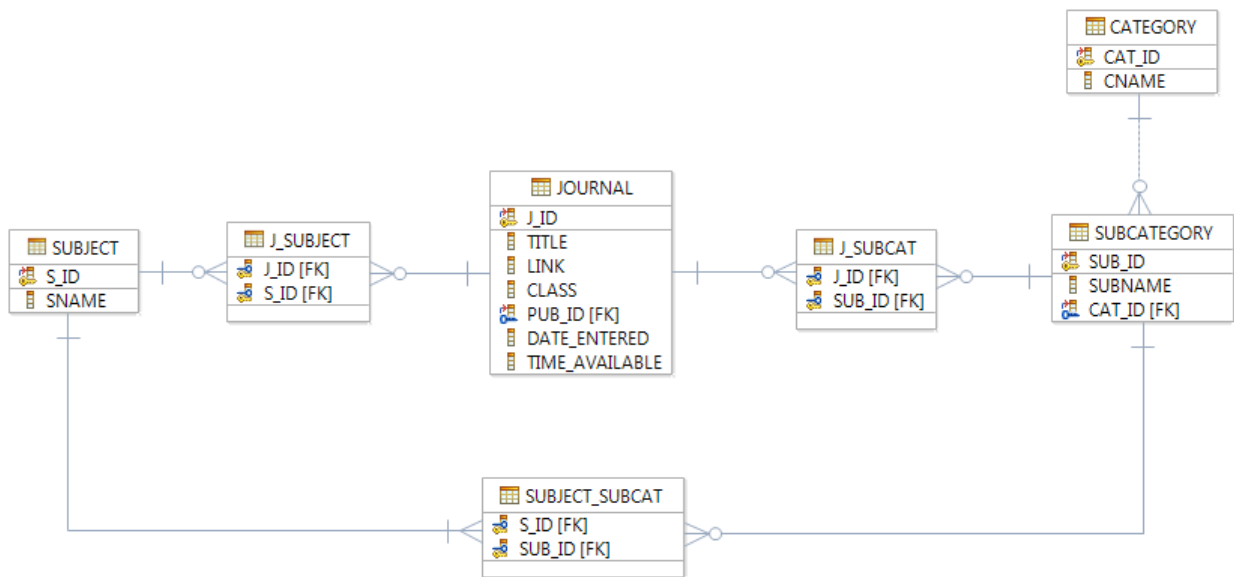 CATEGORY
CAT_ID
CNAME
JOURNAL
J_ID
TITLE
LINK
CLASS
PUB_ID [FK]
DATE_ENTERED
TIME_AVAILABLE
SUBJECT
S_ID
SNAME
J_SUBJECT
J_ID [FK]
S_ID [FK]
J_SUBCAT
J_ID [FK]
SUB_ID [FK]
SUBCATEGORY
SUB_ID
SUBNAME
CAT_ID [FK]
SUBJECT_SUBCAT
S_ID [FK]
SUB_ID [FK]